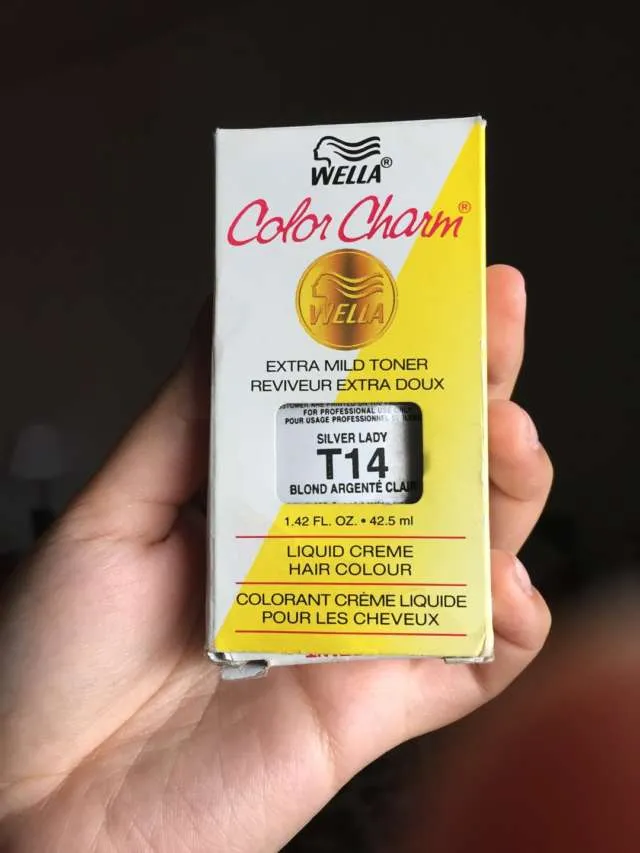 WELLA®
Color Charm®
WELLA
EXTRA MILD TONER
REVIVEUR EXTRA DOUX
FOR PROFESSIONAL USE ONLY
POUR USAGE PROFESSIONNEL
SILVER LADY
T14
BLOND ARGENTÉ CLAIR
1.42 FL. OZ. • 42.5 ml
LIQUID CREME
HAIR COLOUR
COLORANT CRÈME LIQUIDE
POUR LES CHEVEUX